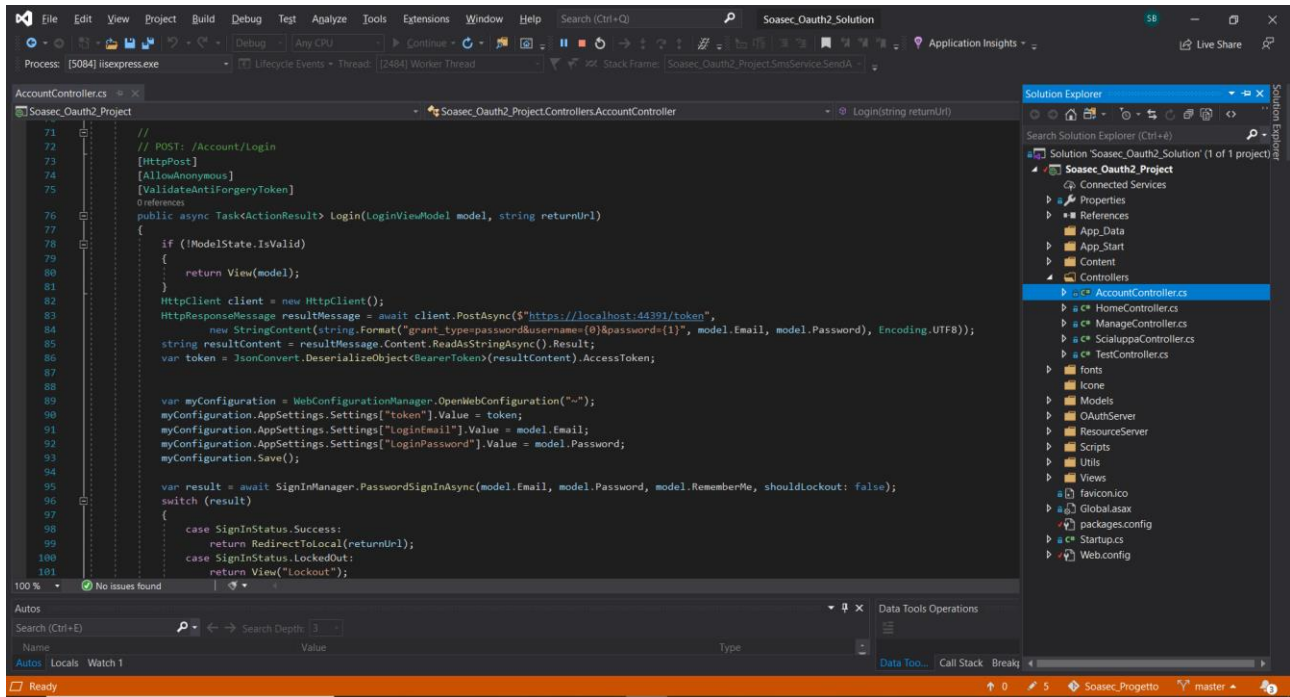 File Edit View Project Build Debug Test Analyze Tools Extensions Window Help Search (Ctrl+Q) Soasec_Oauth2_Solution SB
Debug Any CPU Continue Application Insights Live Share
Process: [5084] iisexpress.exe Lifecycle Events Thread: [2484] Worker Thread Stack Frame: Soasec_Oauth2_Project.SmsService.SendA
AccountController.cs
Soasec_Oauth2_Project Soasec_Oauth2_Project.Controllers.AccountController Login(string returnUrl)
71 //
72 // POST: /Account/Login
73 [HttpPost]
74 [AllowAnonymous]
75 [ValidateAntiForgeryToken]
0 references
76 public async Task<ActionResult> Login(LoginViewModel model, string returnUrl)
77 {
78 if (!ModelState.IsValid)
79 {
80 return View(model);
81 }
82 HttpClient client = new HttpClient();
83 HttpResponseMessage resultMessage = await client.PostAsync($"https://localhost:44391/token",
84 new StringContent(string.Format("grant_type=password&username={0}&password={1}", model.Email, model.Password), Encoding.UTF8));
85 string resultContent = resultMessage.Content.ReadAsStringAsync().Result;
86 var token = JsonConvert.DeserializeObject<BearerToken>(resultContent).AccessToken;
87
88
89 var myConfiguration = WebConfigurationManager.OpenWebConfiguration("~");
90 myConfiguration.AppSettings.Settings["token"].Value = token;
91 myConfiguration.AppSettings.Settings["LoginEmail"].Value = model.Email;
92 myConfiguration.AppSettings.Settings["LoginPassword"].Value = model.Password;
93 myConfiguration.Save();
94
95 var result = await SignInManager.PasswordSignInAsync(model.Email, model.Password, model.RememberMe, shouldLockout: false);
96 switch (result)
97 {
98 case SignInStatus.Success:
99 return RedirectToLocal(returnUrl);
100 case SignInStatus.LockedOut:
101 return View("Lockout");
100 % No issues found
Autos
Search (Ctrl+E) Search Depth: 3
Name Value Type
Autos Locals Watch 1
Data Tools Operations
Data Too... Call Stack Breakp
Solution Explorer
Search Solution Explorer (Ctrl+è)
Solution 'Soasec_Oauth2_Solution' (1 of 1 project)
Soasec_Oauth2_Project
Connected Services
Properties
References
App_Data
App_Start
Content
Controllers
AccountController.cs
HomeController.cs
ManageController.cs
ScialuppaController.cs
TestController.cs
fonts
Icone
Models
OAuthServer
ResourceServer
Scripts
Utils
Views
favicon.ico
Global.asax
packages.config
Startup.cs
Web.config
Solution Explorer
Ready 0 5 Soasec_Progetto master 3